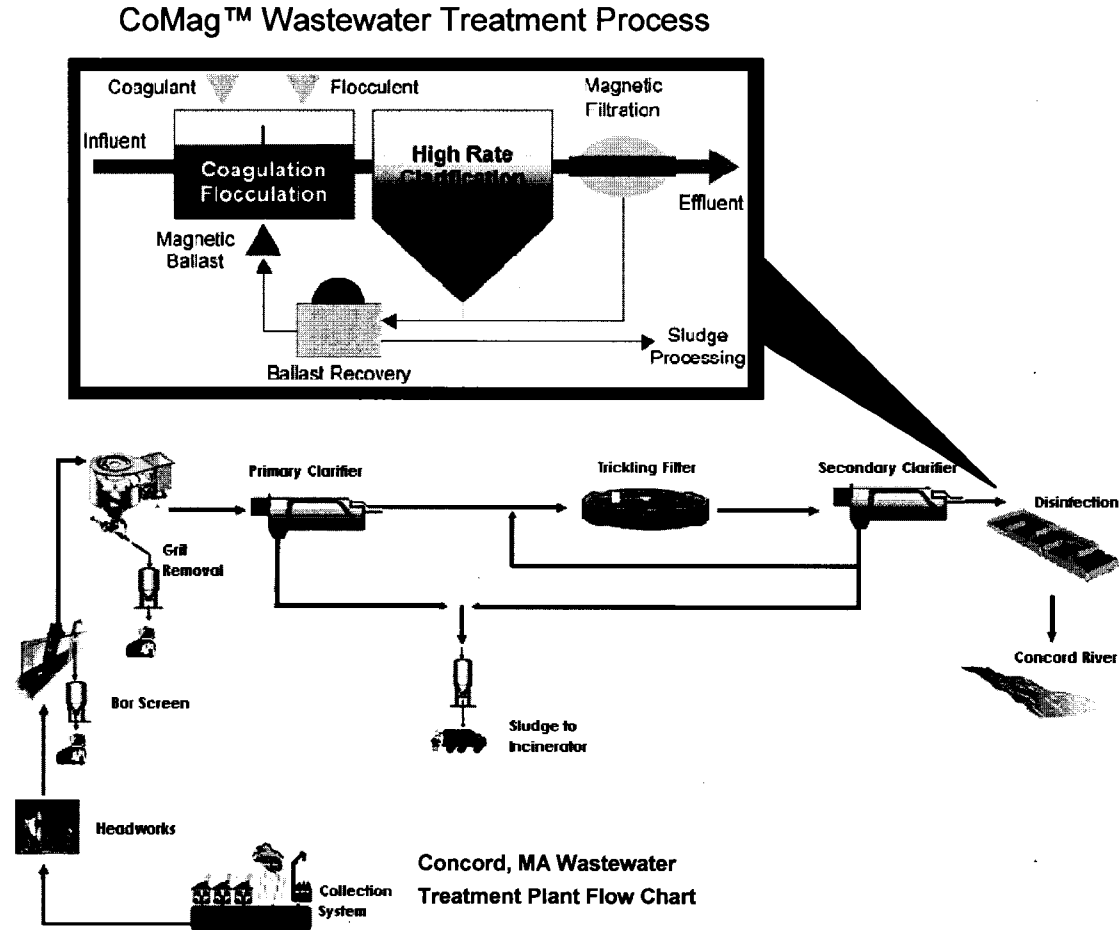 CoMag™ Wastewater Treatment Process
Coagulant
Flocculent
Magnetic
Filtration
Influent
Coagulation
Flocculation
High Rate
Clarification
Effluent
Magnetic
Ballast
Ballast Recovery
Sludge
Processing
Primary Clarifier
Trickling Filter
Secondary Clarifier
Disinfection
Grit
Removal
Concord River
Bar Screen
Sludge to
Incinerator
Headworks
Collection
System
Concord, MA Wastewater
Treatment Plant Flow Chart